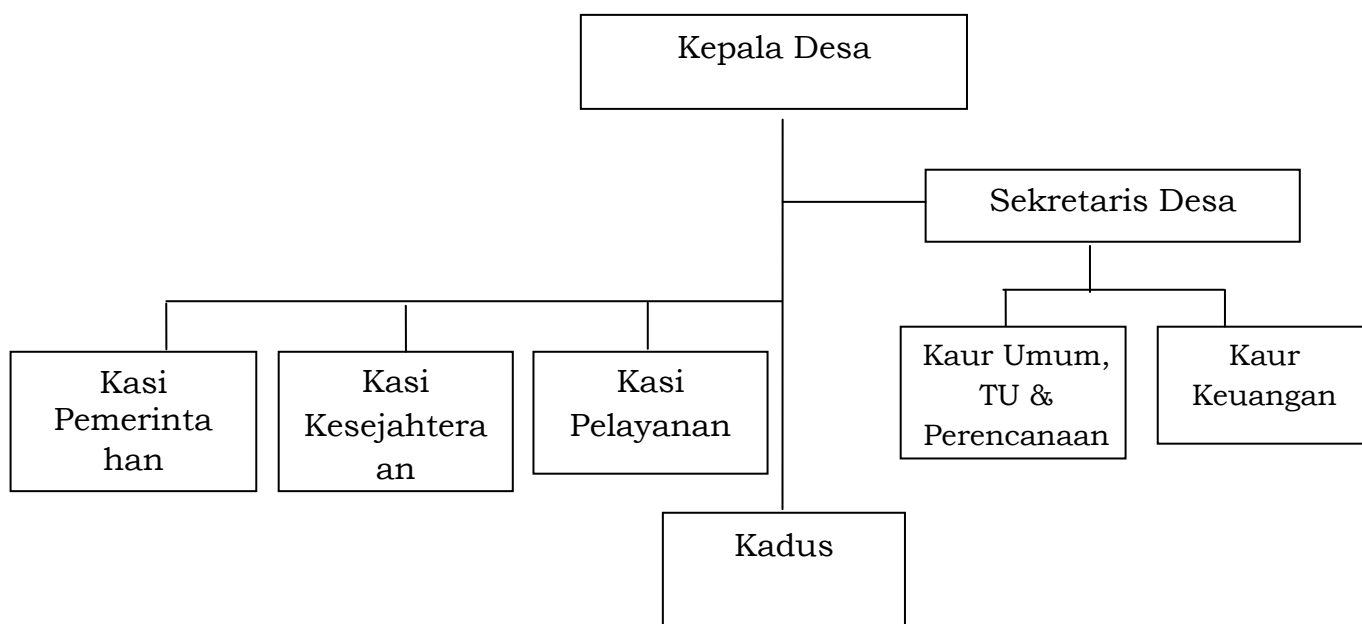 Kepala Desa
Sekretaris Desa
Kasi
Pemerinta
han
Kasi
Kesejahtera
an
Kasi
Pelayanan
Kaur Umum,
TU &
Perencanaan
Kaur
Keuangan
Kadus